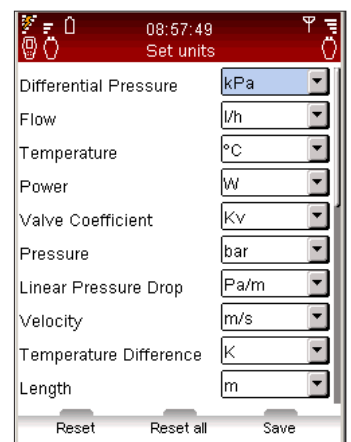 08:57:49
Set units
Differential Pressure kPa
Flow l/h
Temperature °C
Power W
Valve Coefficient Kv
Pressure bar
Linear Pressure Drop Pa/m
Velocity m/s
Temperature Difference K
Length m
Reset Reset all Save